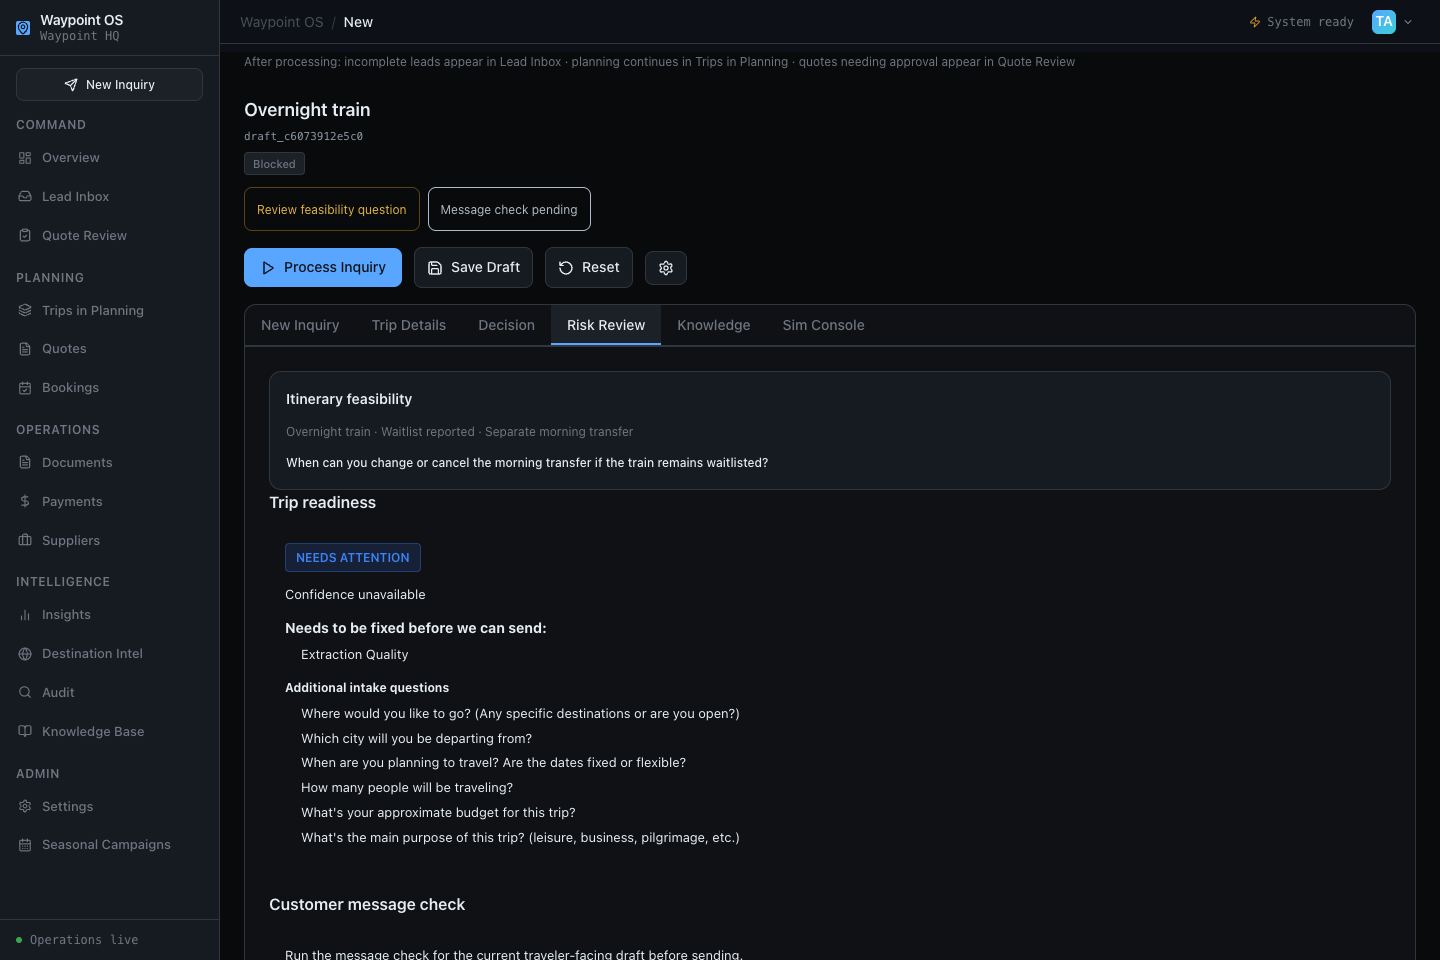 Waypoint OS
Waypoint HQ
New Inquiry
COMMAND
Overview
Lead Inbox
Quote Review
PLANNING
Trips in Planning
Quotes
Bookings
OPERATIONS
Documents
Payments
Suppliers
INTELLIGENCE
Insights
Destination Intel
Audit
Knowledge Base
ADMIN
Settings
Seasonal Campaigns
Operations live
Waypoint OS / New
System ready
TA
After processing: incomplete leads appear in Lead Inbox · planning continues in Trips in Planning · quotes needing approval appear in Quote Review
Overnight train
draft_c6073912e5c0
Blocked
Review feasibility question
Message check pending
Process Inquiry
Save Draft
Reset
New Inquiry
Trip Details
Decision
Risk Review
Knowledge
Sim Console
Itinerary feasibility
Overnight train · Waitlist reported · Separate morning transfer
When can you change or cancel the morning transfer if the train remains waitlisted?
Trip readiness
NEEDS ATTENTION
Confidence unavailable
Needs to be fixed before we can send:
Extraction Quality
Additional intake questions
Where would you like to go? (Any specific destinations or are you open?)
Which city will you be departing from?
When are you planning to travel? Are the dates fixed or flexible?
How many people will be traveling?
What's your approximate budget for this trip?
What's the main purpose of this trip? (leisure, business, pilgrimage, etc.)
Customer message check
Run the message check for the current traveler-facing draft before sending.